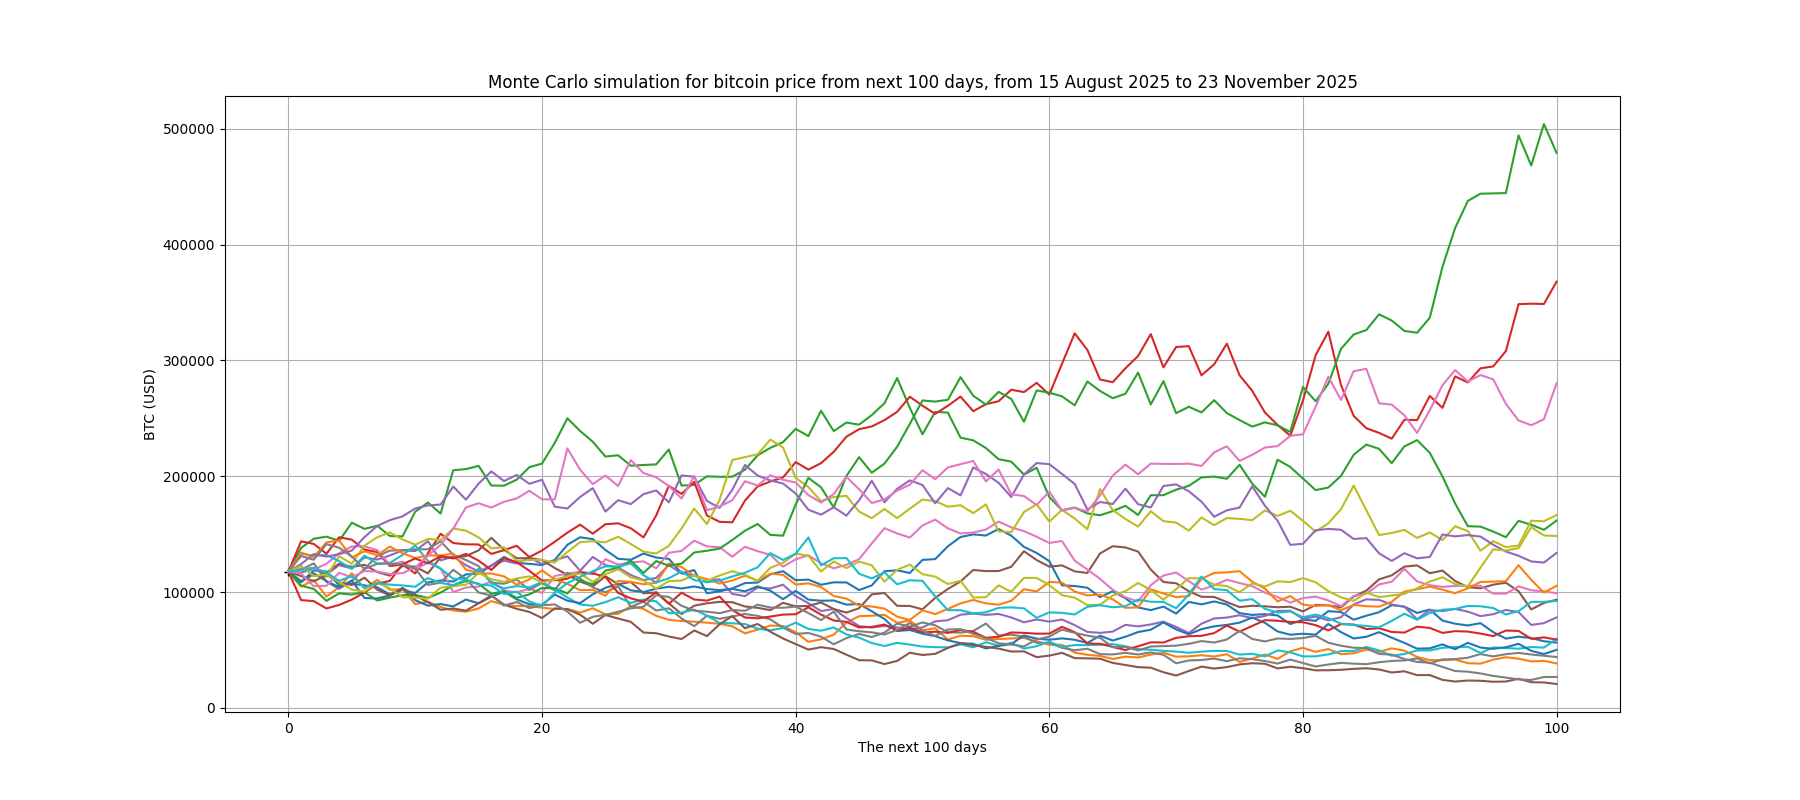 Monte Carlo simulation for bitcoin price from next 100 days, from 15 August 2025 to 23 November 2025
500000
400000
300000
200000
100000
0
BTC (USD)
0 20 40 60 80 100
The next 100 days